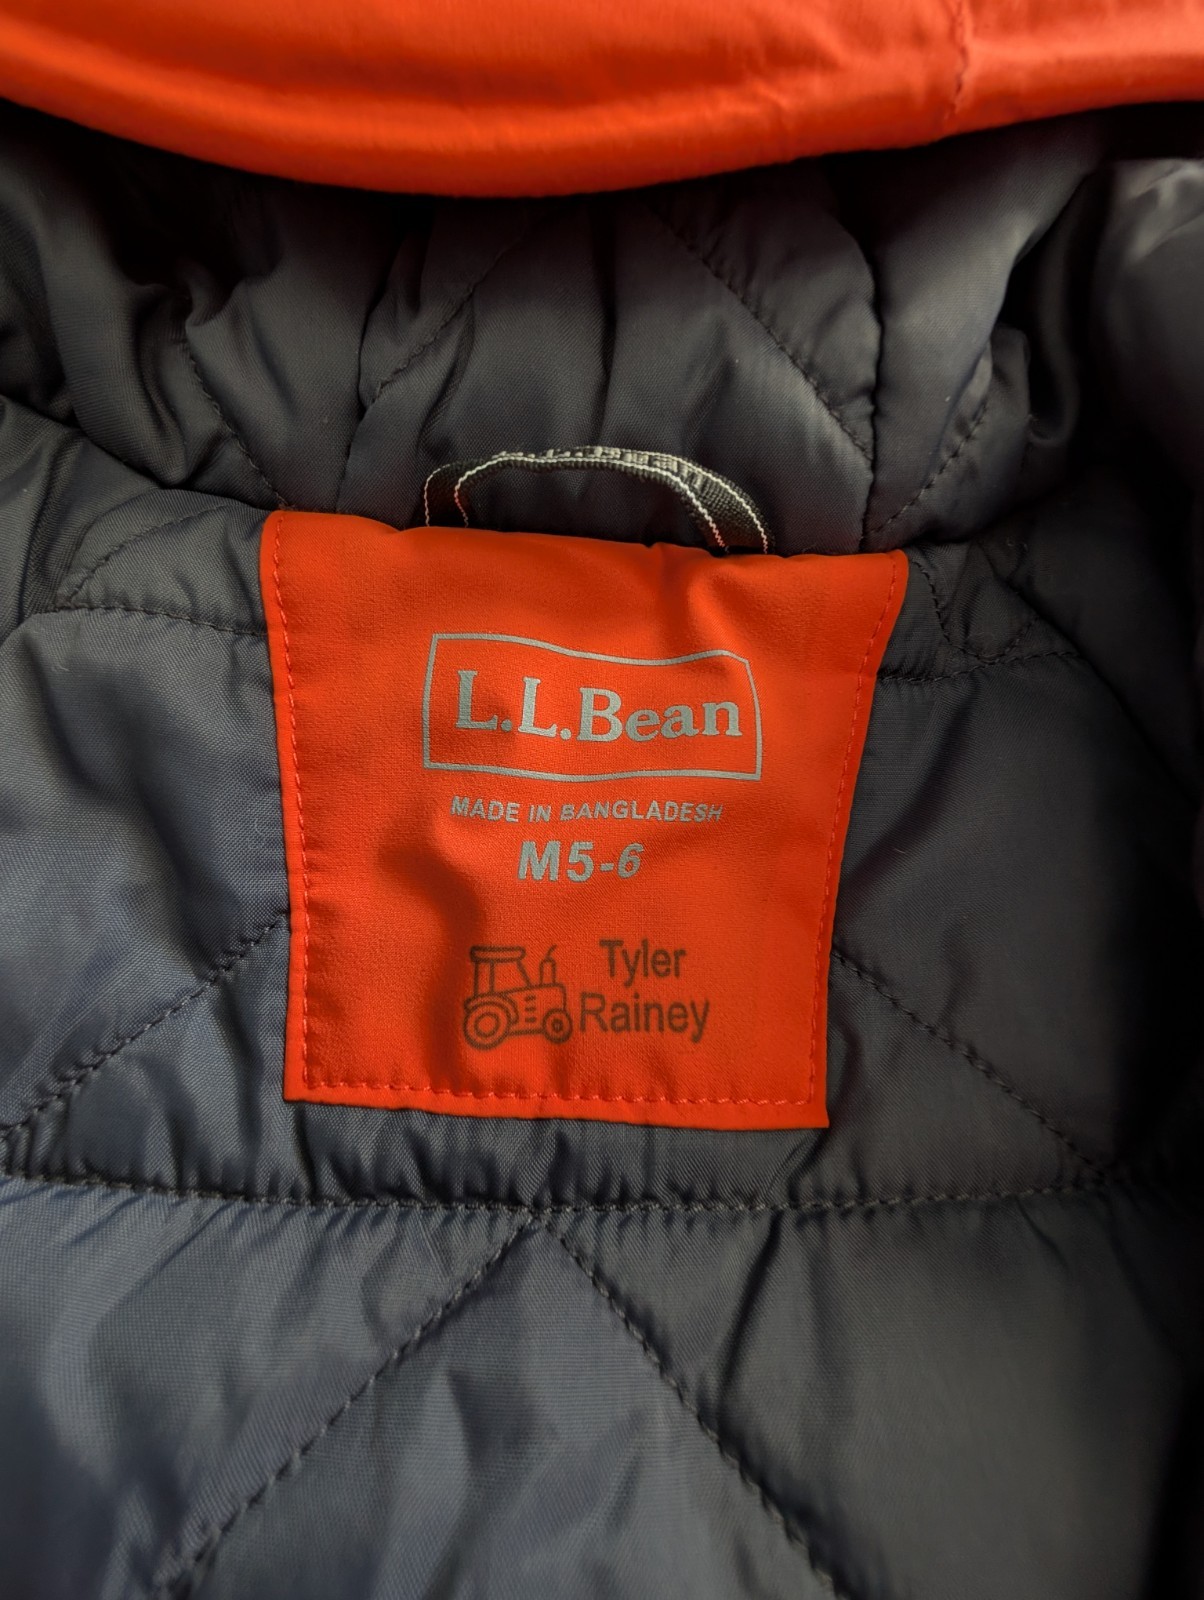 L.L.Bean
MADE IN BANGLADESH
M5-6
Tyler
Rainey